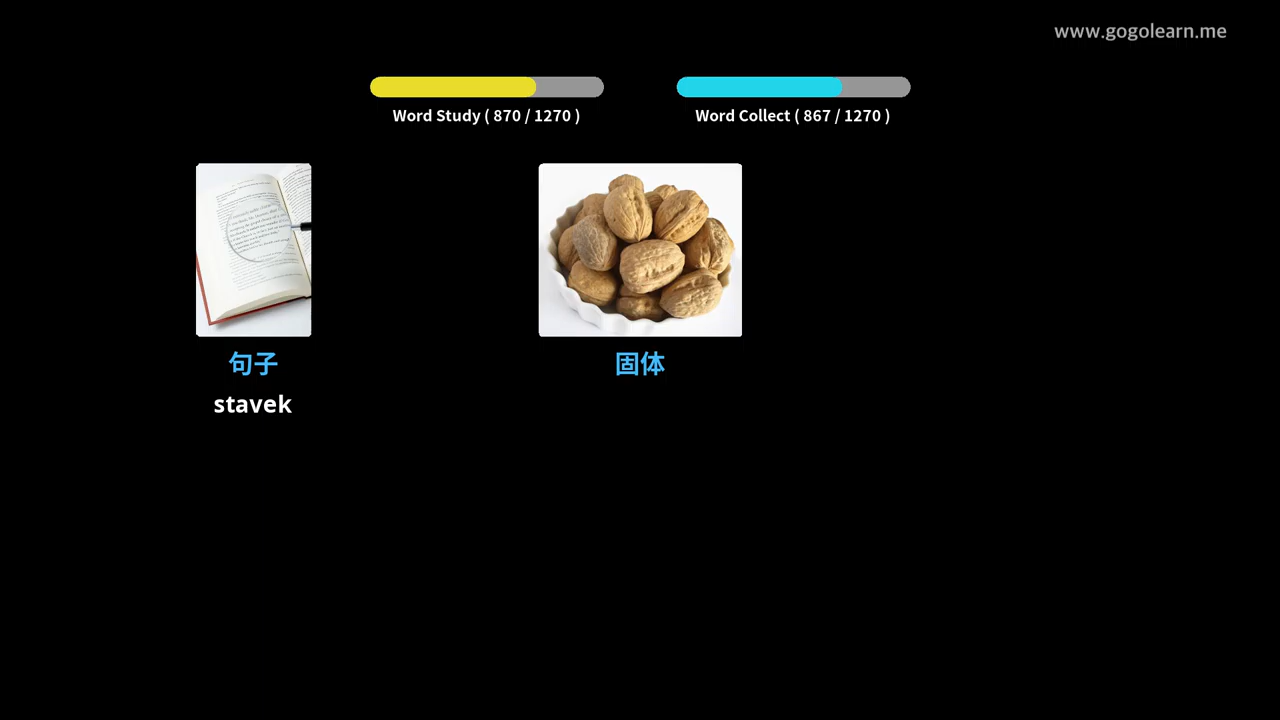 www.gogolearn.me
Word Study ( 870 / 1270 )
Word Collect ( 867 / 1270 )
句子
固体
stavek